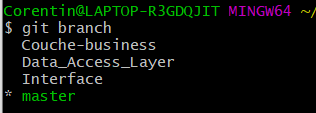 Corentin@LAPTOP-R3GDQJIT MINGW64 ~/
$ git branch
Couche-business
Data_Access_Layer
Interface
* master